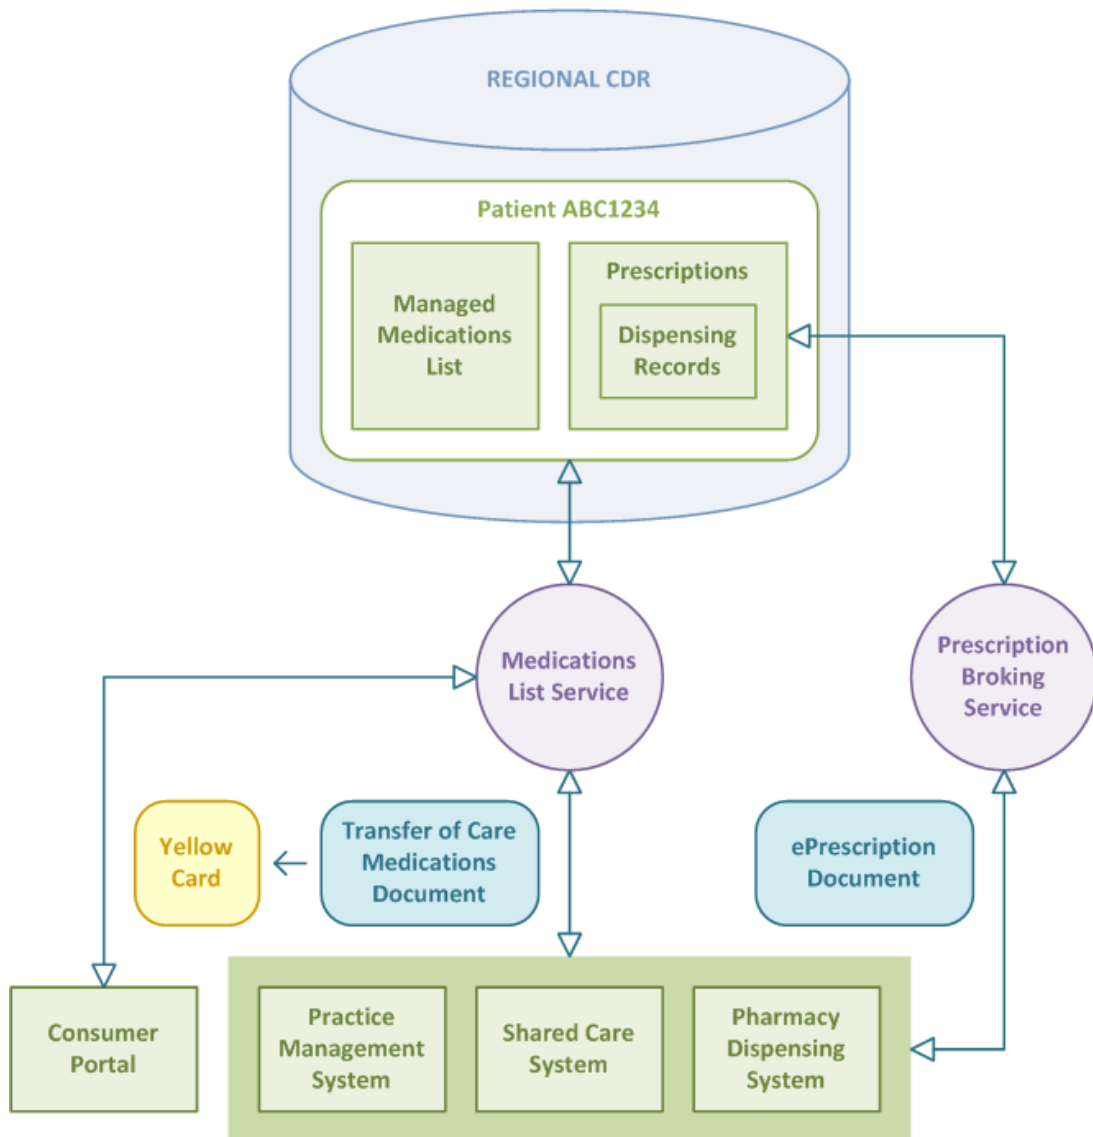 REGIONAL CDR
Patient ABC1234
Managed
Medications
List
Prescriptions
Dispensing
Records
Medications
List Service
Prescription
Broking
Service
Yellow
Card
Transfer of Care
Medications
Document
ePrescription
Document
Consumer
Portal
Practice
Management
System
Shared Care
System
Pharmacy
Dispensing
System